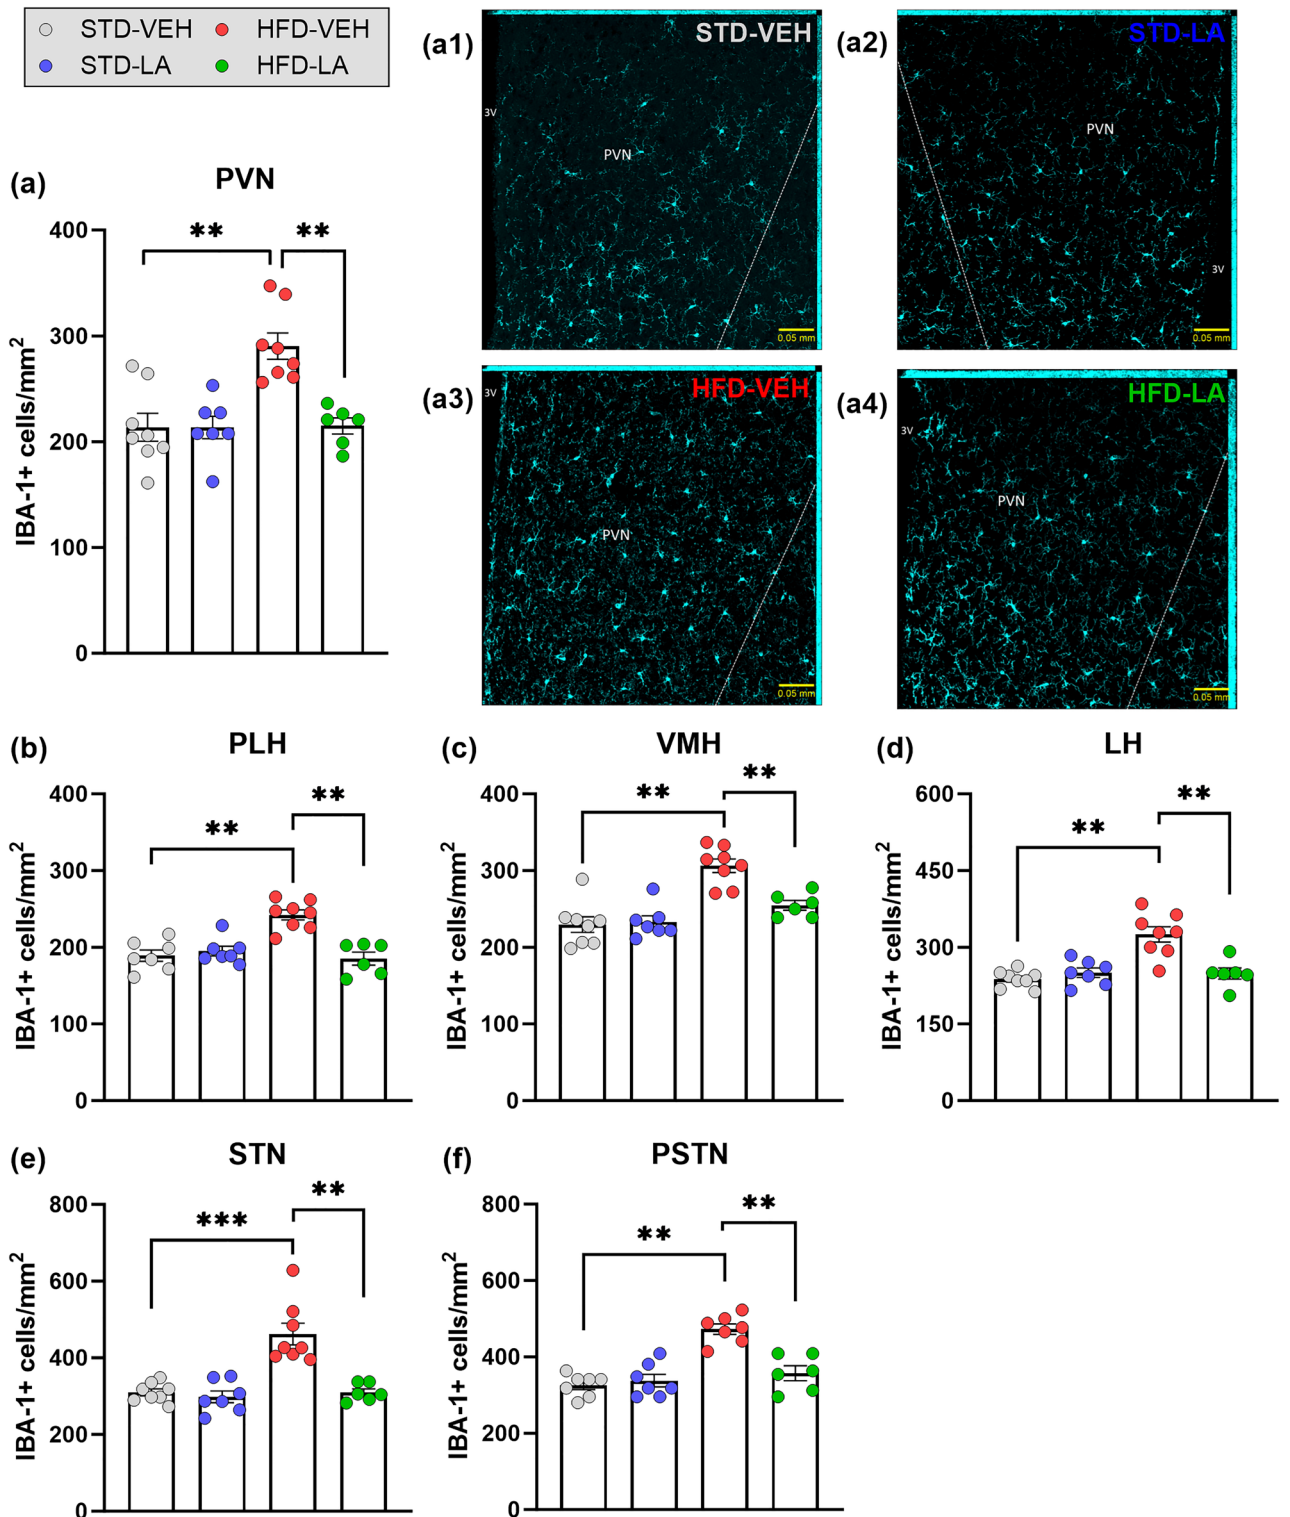 STD-VEH HFD-VEH
STD-LA HFD-LA
(a1) STD-VEH
3V
PVN
0.05 mm
(a2) STD-LA
PVN
3V
0.05 mm
(a) PVN
IBA-1+ cells/mm²
400
300
200
100
0
** **
(a3) HFD-VEH
3V
PVN
0.05 mm
(a4) HFD-LA
3V
PVN
0.05 mm
(b) PLH
IBA-1+ cells/mm²
400
300
200
100
0
** **
(c) VMH
IBA-1+ cells/mm²
400
300
200
100
0
** **
(d) LH
IBA-1+ cells/mm²
600
450
300
150
0
** **
(e) STN
IBA-1+ cells/mm²
800
600
400
200
0
*** **
(f) PSTN
IBA-1+ cells/mm²
800
600
400
200
0
** **